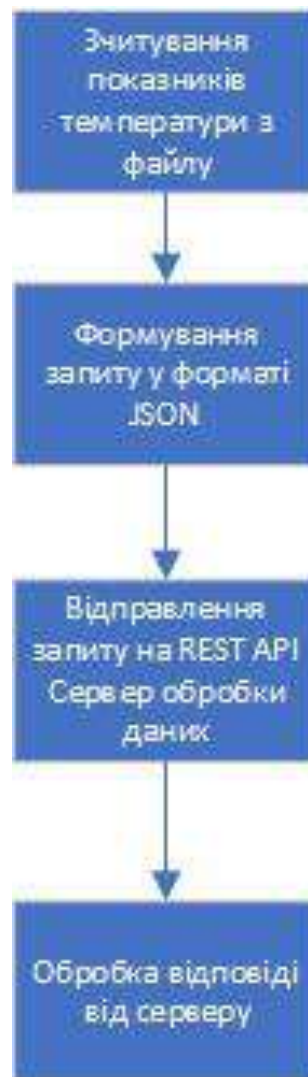 Зчитування
показників
температури з
файлу
Формування
запиту у форматі
JSON
Відправлення
запиту на REST API
Сервер обробки
даних
Обробка відповіді
від серверу